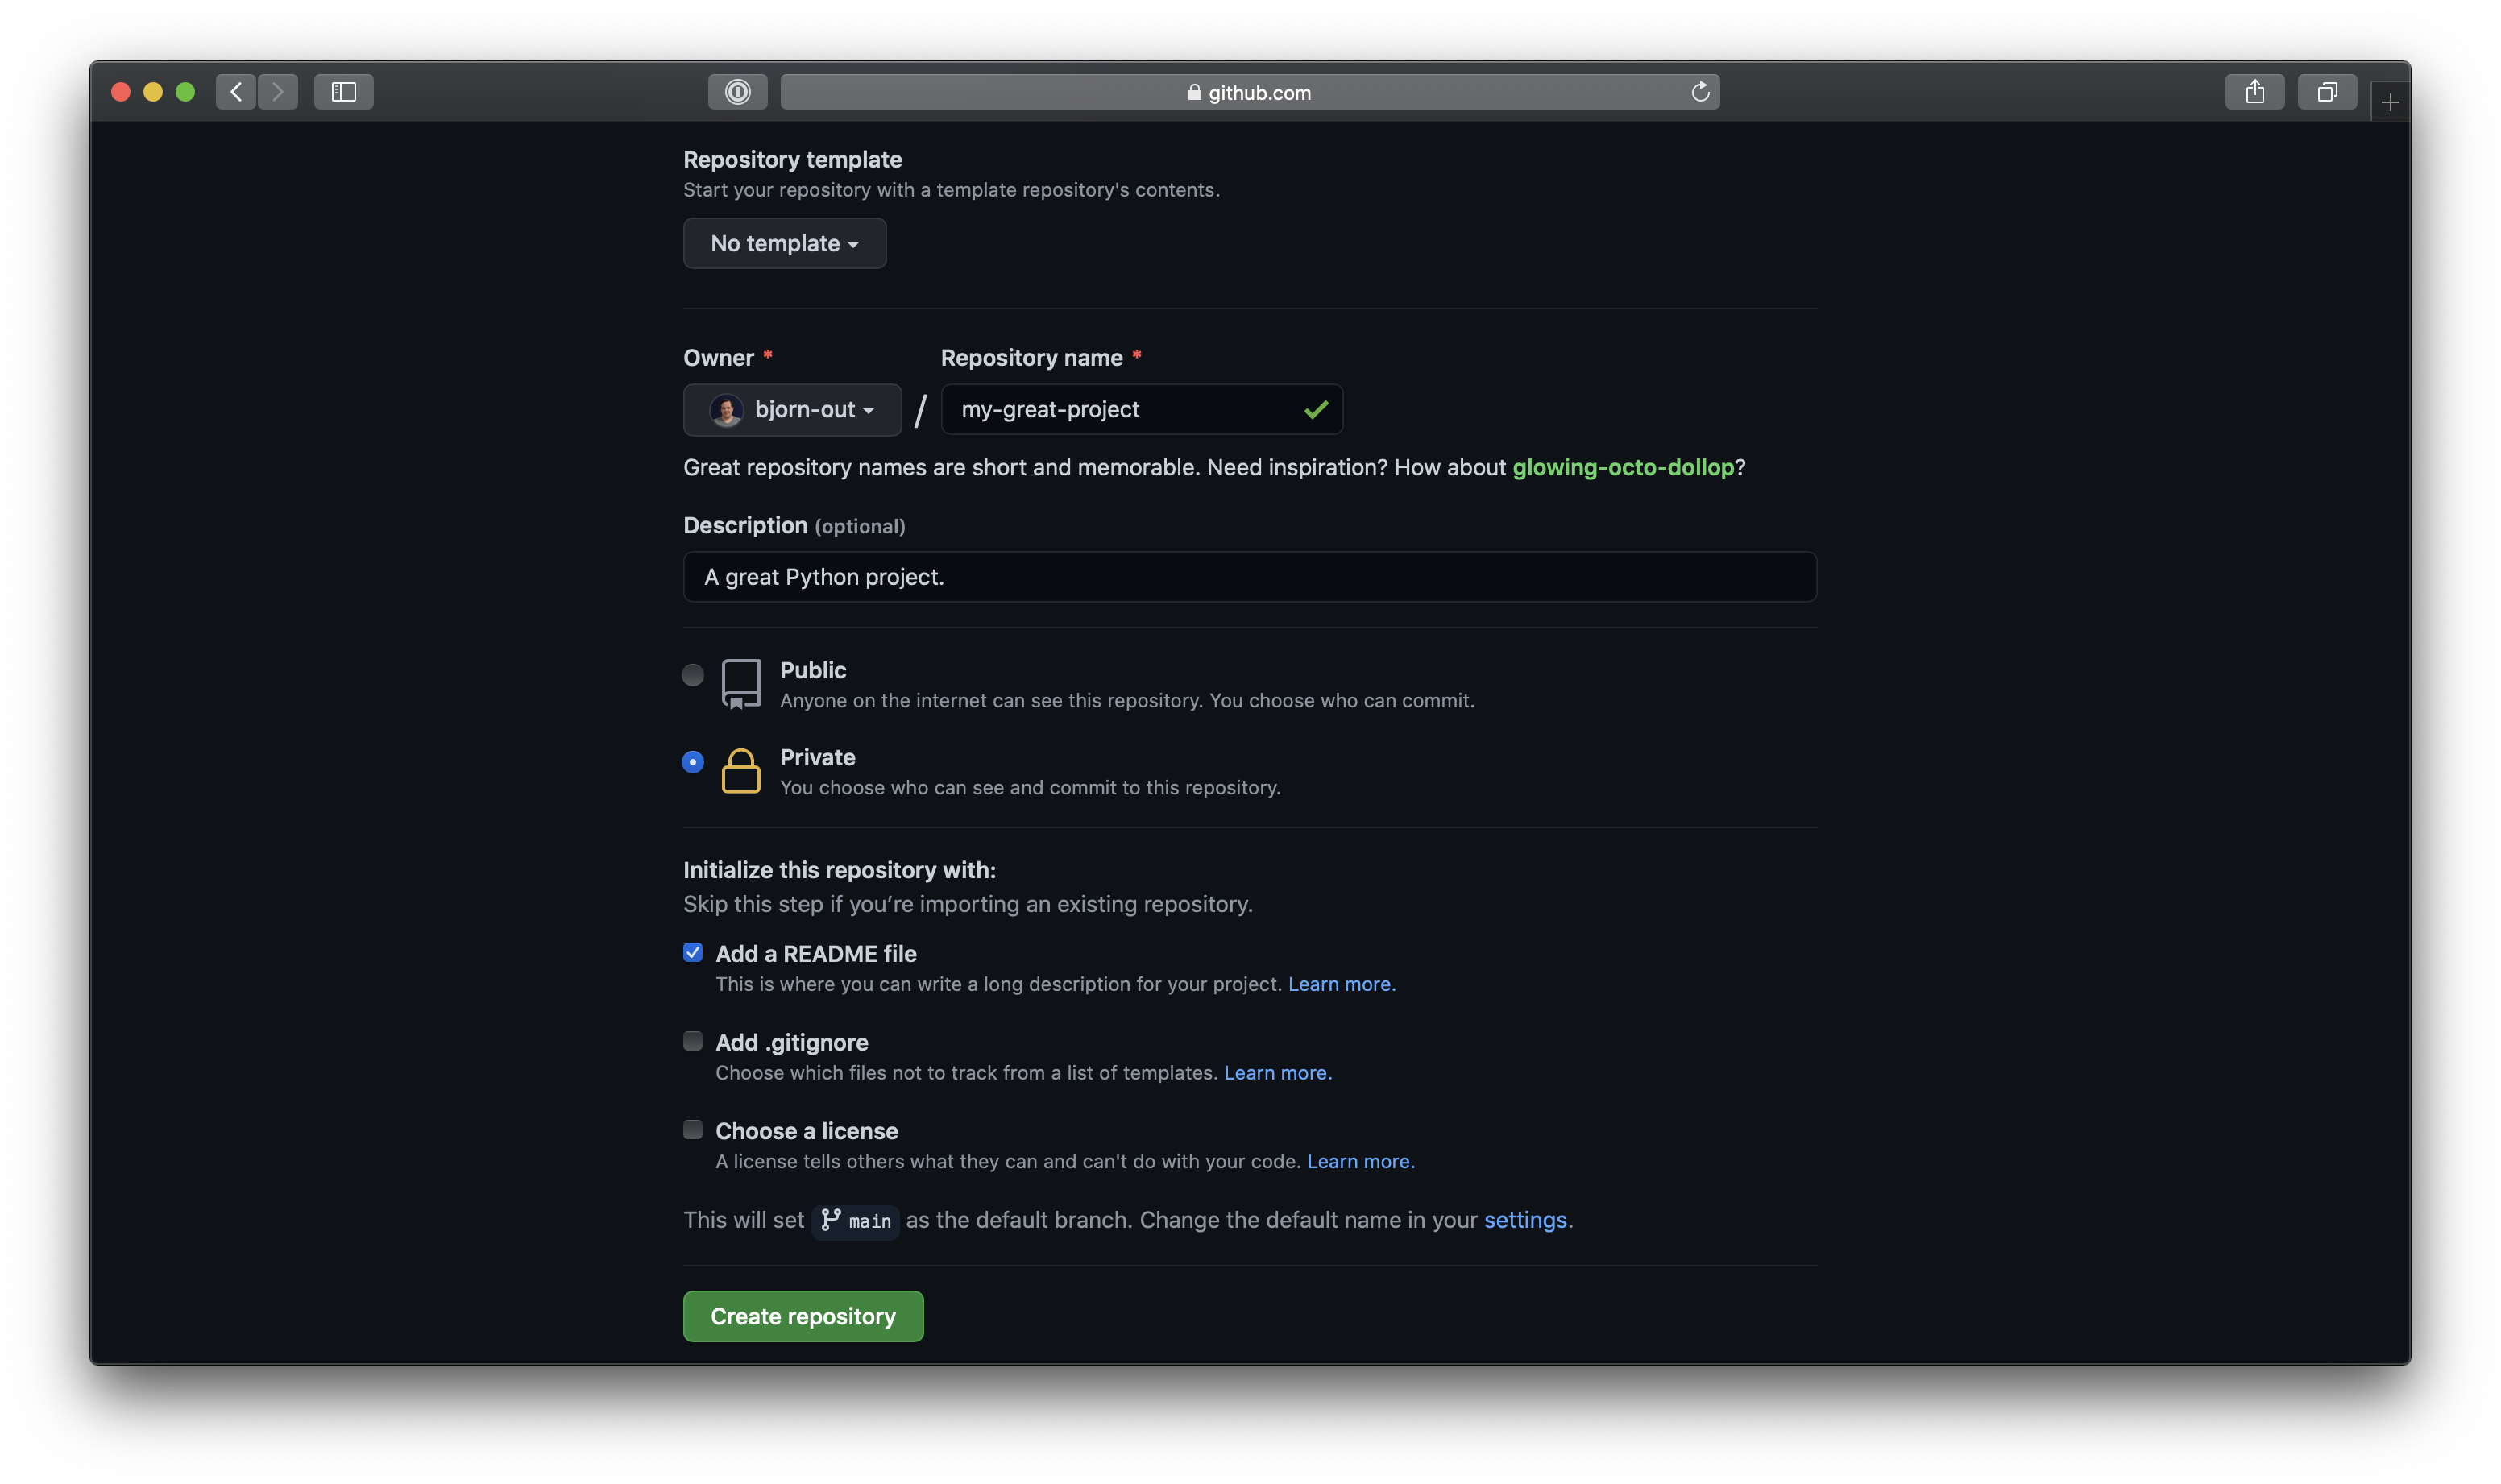 github.com
Repository template
Start your repository with a template repository's contents.
No template
Owner *
Repository name *
bjorn-out / my-great-project
Great repository names are short and memorable. Need inspiration? How about glowing-octo-dollop?
Description (optional)
A great Python project.
Public
Anyone on the internet can see this repository. You choose who can commit.
Private
You choose who can see and commit to this repository.
Initialize this repository with:
Skip this step if you’re importing an existing repository.
Add a README file
This is where you can write a long description for your project. Learn more.
Add .gitignore
Choose which files not to track from a list of templates. Learn more.
Choose a license
A license tells others what they can and can't do with your code. Learn more.
This will set main as the default branch. Change the default name in your settings.
Create repository